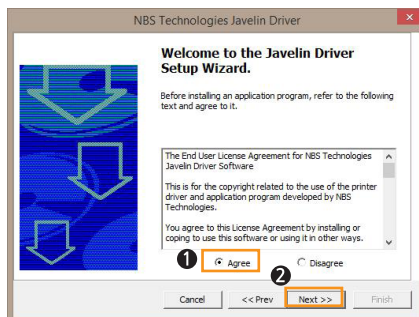 NBS Technologies Javelin Driver
Welcome to the Javelin Driver
Setup Wizard.
Before installing an application program, refer to the following
text and agree to it.
The End User License Agreement for NBS Technologies
Javelin Driver Software
This is for the copyright related to the use of the printer
driver and application program developed by NBS
Technologies.
You agree to this License Agreement by installing or
coping to use this software or using it in other ways.
1 Agree Disagree
2
Cancel << Prev Next >> Finish